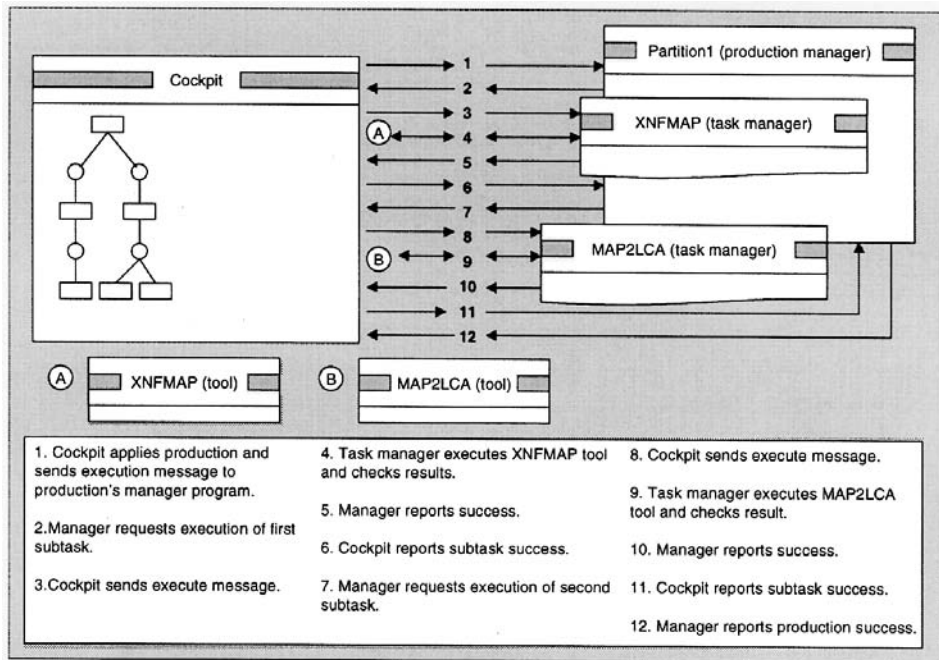 Cockpit
Partition1 (production manager)
XNFMAP (task manager)
MAP2LCA (task manager)
1
2
3
A
4
5
6
7
8
B
9
10
11
12
A
XNFMAP (tool)
B
MAP2LCA (tool)
1. Cockpit applies production and
sends execution message to
production's manager program.
2.Manager requests execution of first
subtask.
3.Cockpit sends execute message.
4. Task manager executes XNFMAP tool
and checks results.
5. Manager reports success.
6. Cockpit reports subtask success.
7. Manager requests execution of second
subtask.
8. Cockpit sends execute message.
9. Task manager executes MAP2LCA
tool and checks result.
10. Manager reports success.
11. Cockpit reports subtask success.
12. Manager reports production success.